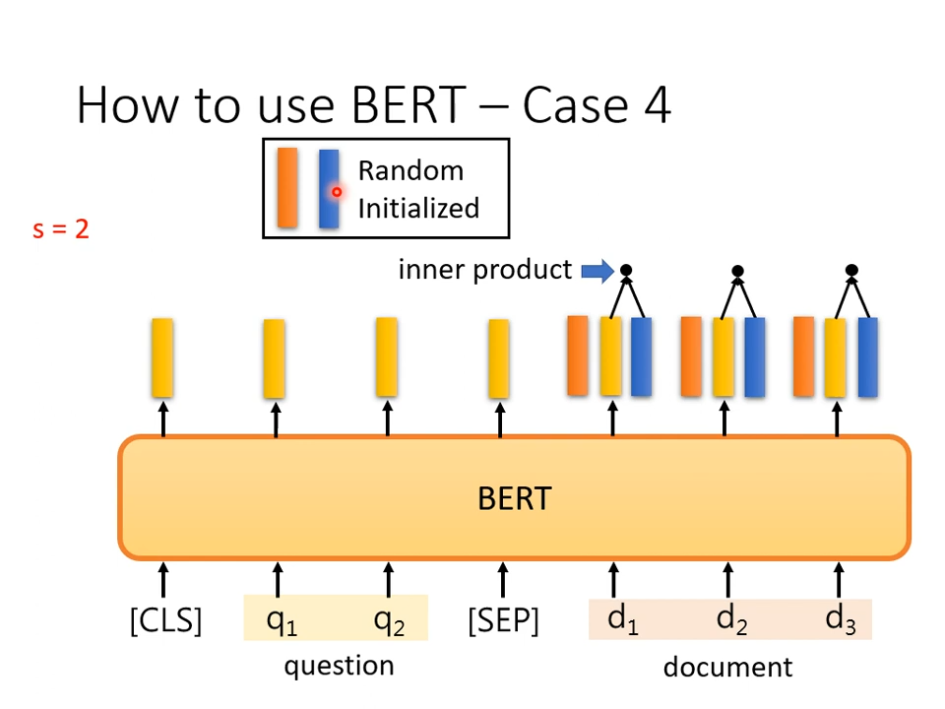 How to use BERT – Case 4
Random
Initialized
s = 2
inner product
BERT
[CLS] q₁ q₂ [SEP] d₁ d₂ d₃
question document